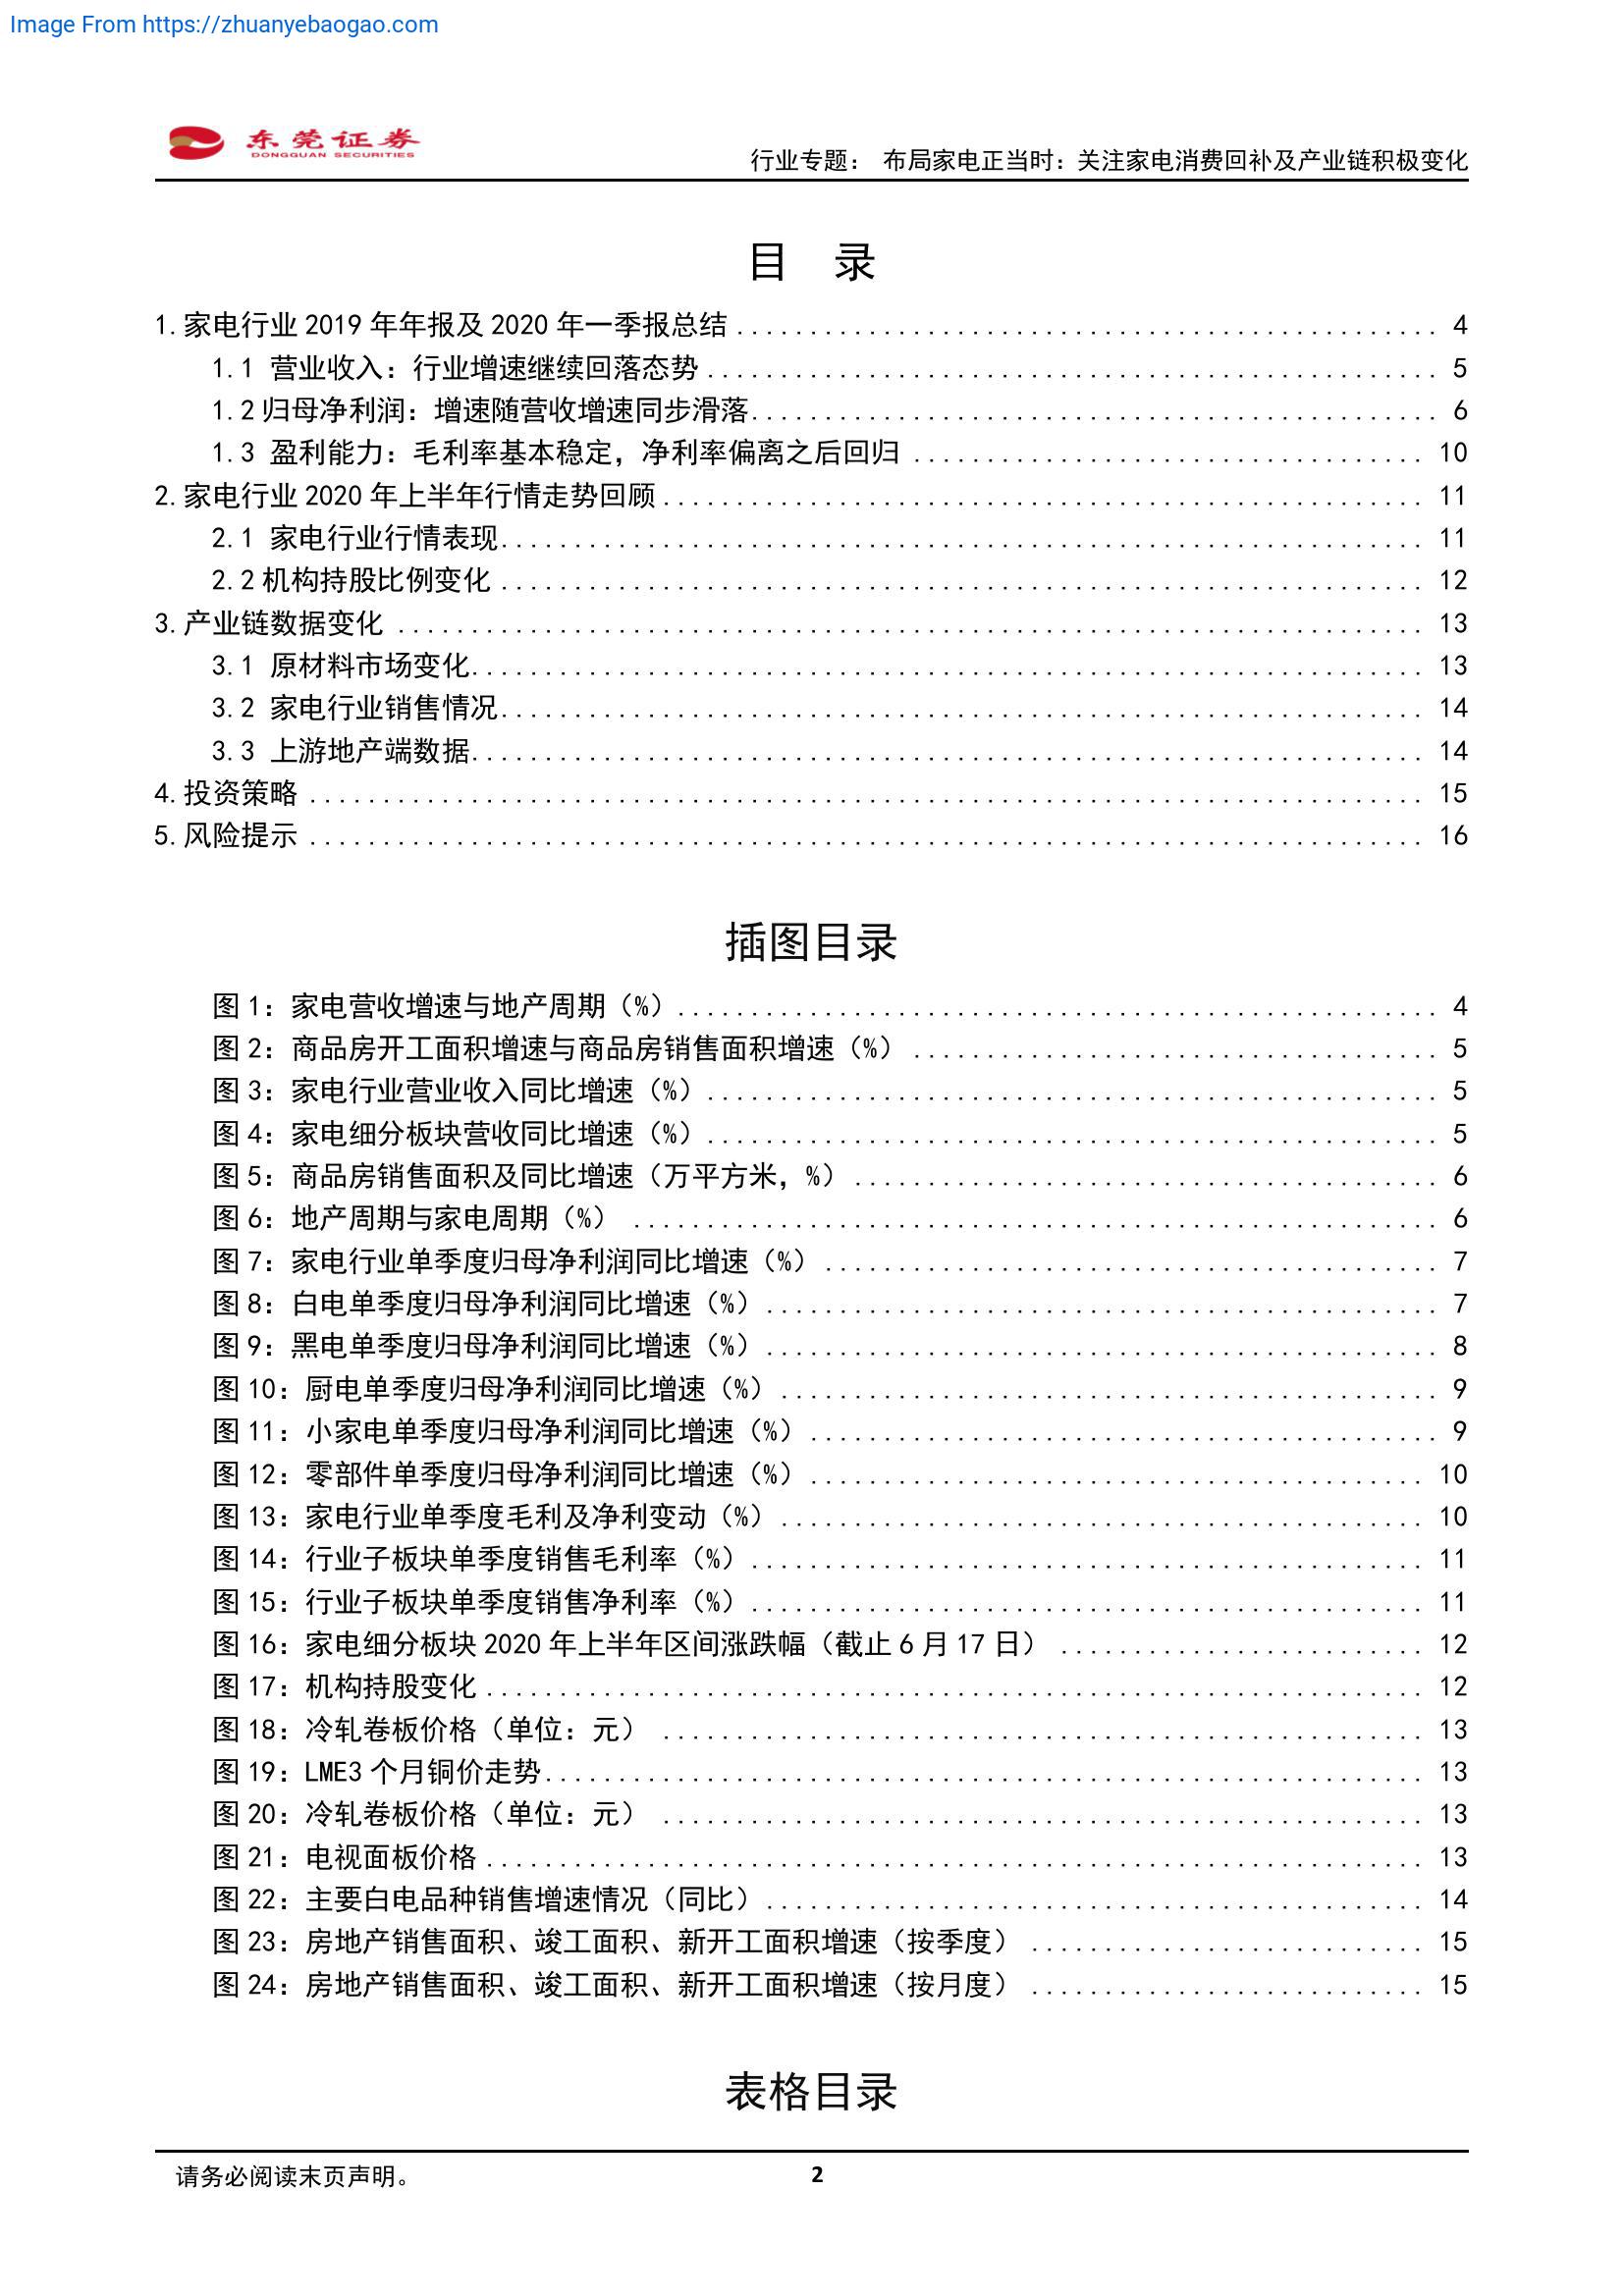 Image From https://zhuanyebaogao.com
东莞证券
DONGGUAN SECURITIES
行业专题： 布局家电正当时：关注家电消费回补及产业链积极变化
目 录
1.家电行业 2019 年年报及 2020 年一季报总结 ................................................ 4
1.1 营业收入：行业增速继续回落态势 .................................................. 5
1.2 归母净利润：增速随营收增速同步滑落............................................... 6
1.3 盈利能力：毛利率基本稳定，净利率偏离之后回归 ................................... 10
2.家电行业 2020 年上半年行情走势回顾 .................................................... 11
2.1 家电行业行情表现............................................................... 11
2.2 机构持股比例变化 ............................................................... 12
3.产业链数据变化 ...................................................................... 13
3.1 原材料市场变化................................................................. 13
3.2 家电行业销售情况............................................................... 14
3.3 上游地产端数据................................................................. 14
4.投资策略 ............................................................................ 15
5.风险提示 ............................................................................ 16
插图目录
图 1：家电营收增速与地产周期（%）.................................................... 4
图 2：商品房开工面积增速与商品房销售面积增速（%） .................................... 5
图 3：家电行业营业收入同比增速（%）.................................................. 5
图 4：家电细分板块营收同比增速（%）.................................................. 5
图 5：商品房销售面积及同比增速（万平方米，%） ........................................ 6
图 6：地产周期与家电周期（%） ....................................................... 6
图 7：家电行业单季度归母净利润同比增速（%） .......................................... 7
图 8：白电单季度归母净利润同比增速（%） .............................................. 7
图 9：黑电单季度归母净利润同比增速（%） .............................................. 8
图 10：厨电单季度归母净利润同比增速（%） ............................................. 9
图 11：小家电单季度归母净利润同比增速（%） ........................................... 9
图 12：零部件单季度归母净利润同比增速（%） .......................................... 10
图 13：家电行业单季度毛利及净利变动（%） ............................................ 10
图 14：行业子板块单季度销售毛利率（%） .............................................. 11
图 15：行业子板块单季度销售净利率（%） .............................................. 11
图 16：家电细分板块 2020 年上半年区间涨跌幅（截止 6 月 17 日） ......................... 12
图 17：机构持股变化 ................................................................ 12
图 18：冷轧卷板价格（单位：元） .................................................... 13
图 19：LME3 个月铜价走势............................................................ 13
图 20：冷轧卷板价格（单位：元） .................................................... 13
图 21：电视面板价格 ................................................................ 13
图 22：主要白电品种销售增速情况（同比）............................................. 14
图 23：房地产销售面积、竣工面积、新开工面积增速（按季度） ........................... 15
图 24：房地产销售面积、竣工面积、新开工面积增速（按月度） ........................... 15
表格目录
请务必阅读末页声明。
2